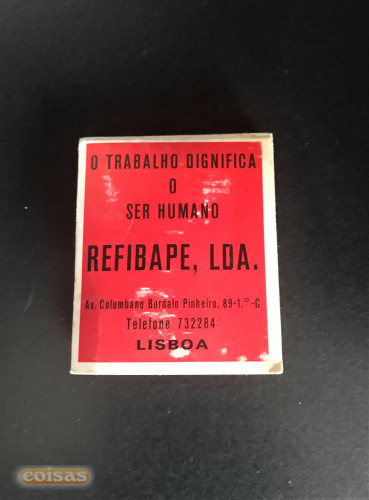 O TRABALHO DIGNIFICA
O
SER HUMANO
REFIBAPE, LDA.
Av. Columbano Bordalo Pinheiro, 89-1.º-C
Telefone 732284
LISBOA
coisas